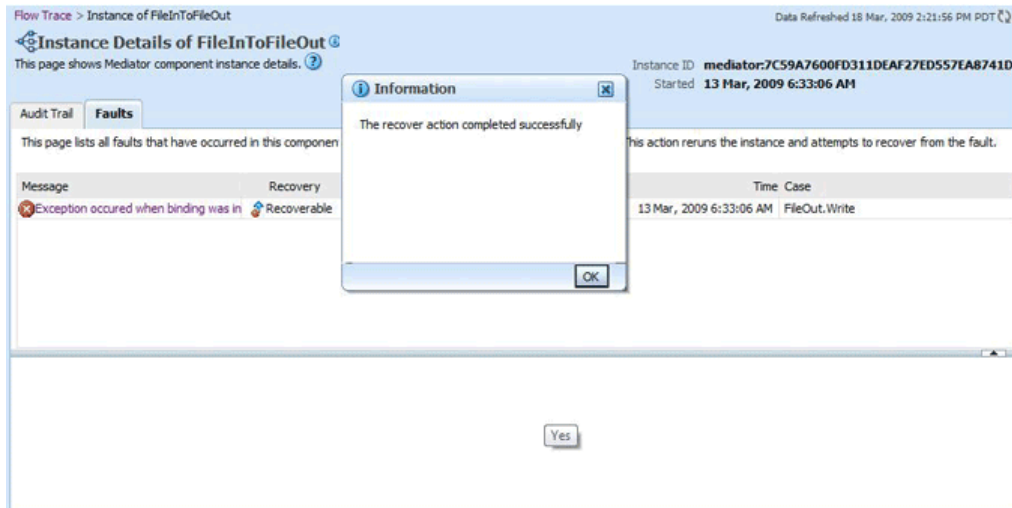 Flow Trace > Instance of FileInToFileOut
Data Refreshed 18 Mar, 2009 2:21:56 PM PDT
Instance Details of FileInToFileOut
This page shows Mediator component instance details.
Instance ID mediator:7C59A7600FD311DEAF27ED557EA8741D
Started 13 Mar, 2009 6:33:06 AM
Information
The recover action completed successfully
OK
Audit Trail Faults
This page lists all faults that have occurred in this componen
his action reruns the instance and attempts to recover from the fault.
Message Recovery Time Case
Exception occured when binding was in Recoverable 13 Mar, 2009 6:33:06 AM FileOut.Write
Yes